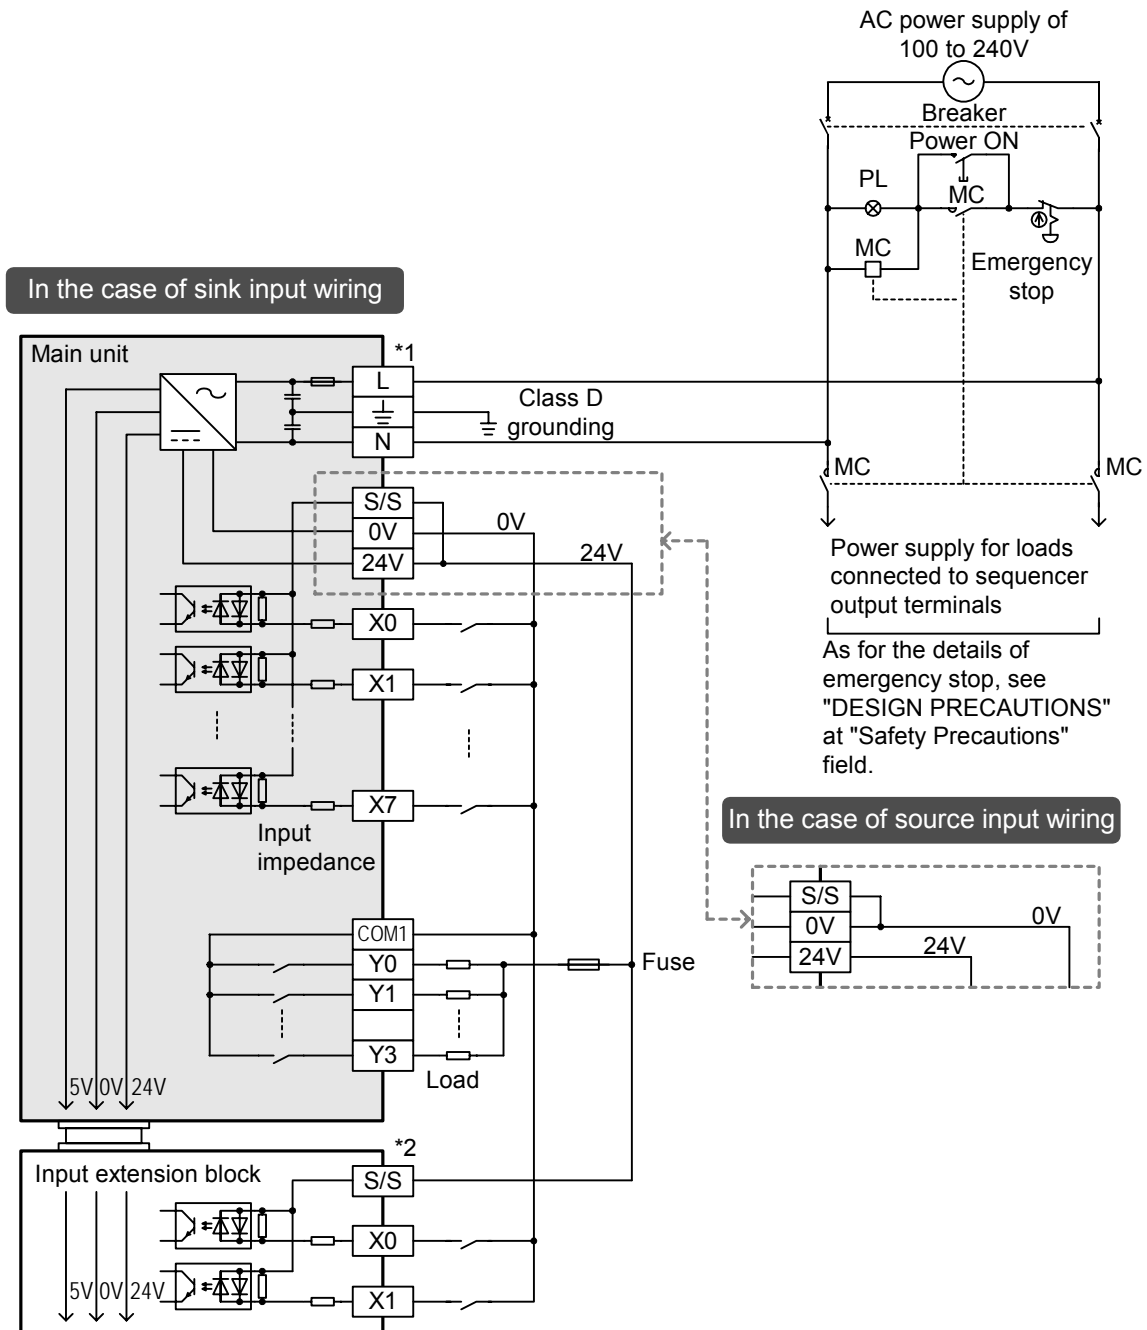 AC power supply of
100 to 240V
Breaker
Power ON
PL
MC
MC
Emergency
stop
In the case of sink input wiring
Main unit
*1
L
Class D
grounding
N
MC
MC
S/S
0V
0V
24V
24V
Power supply for loads
connected to sequencer
output terminals
X0
As for the details of
emergency stop, see
"DESIGN PRECAUTIONS"
at "Safety Precautions"
field.
X1
X7
Input
impedance
In the case of source input wiring
S/S
0V
0V
24V
24V
COM1
Y0
Fuse
Y1
Y3
Load
5V 0V 24V
*2
Input extension block
S/S
X0
5V 0V 24V
X1